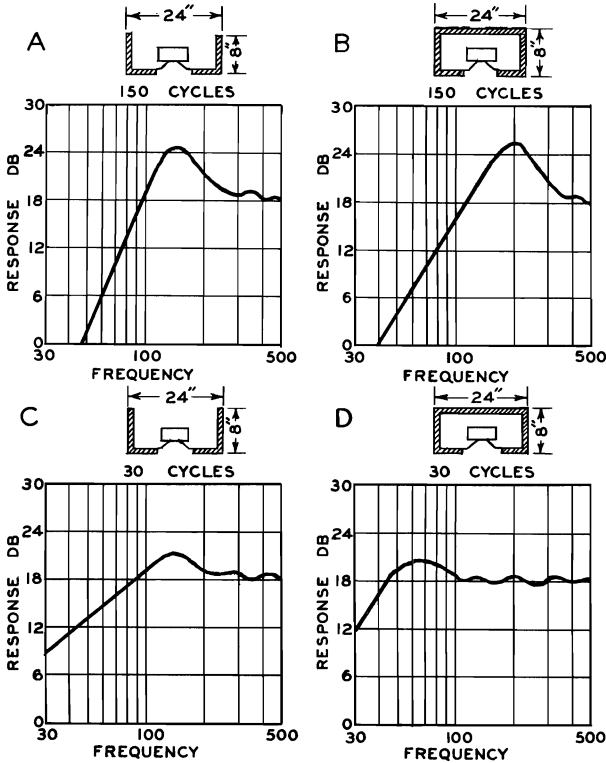 A
24"
8"
150 CYCLES
30
24
18
12
6
0
RESPONSE DB
30 100 500
FREQUENCY
B
24"
8"
150 CYCLES
30
24
18
12
6
0
RESPONSE DB
30 100 500
FREQUENCY
C
24"
8"
30 CYCLES
30
24
18
12
6
0
RESPONSE DB
30 100 500
FREQUENCY
D
24"
8"
30 CYCLES
30
24
18
12
6
0
RESPONSE DB
30 100 500
FREQUENCY